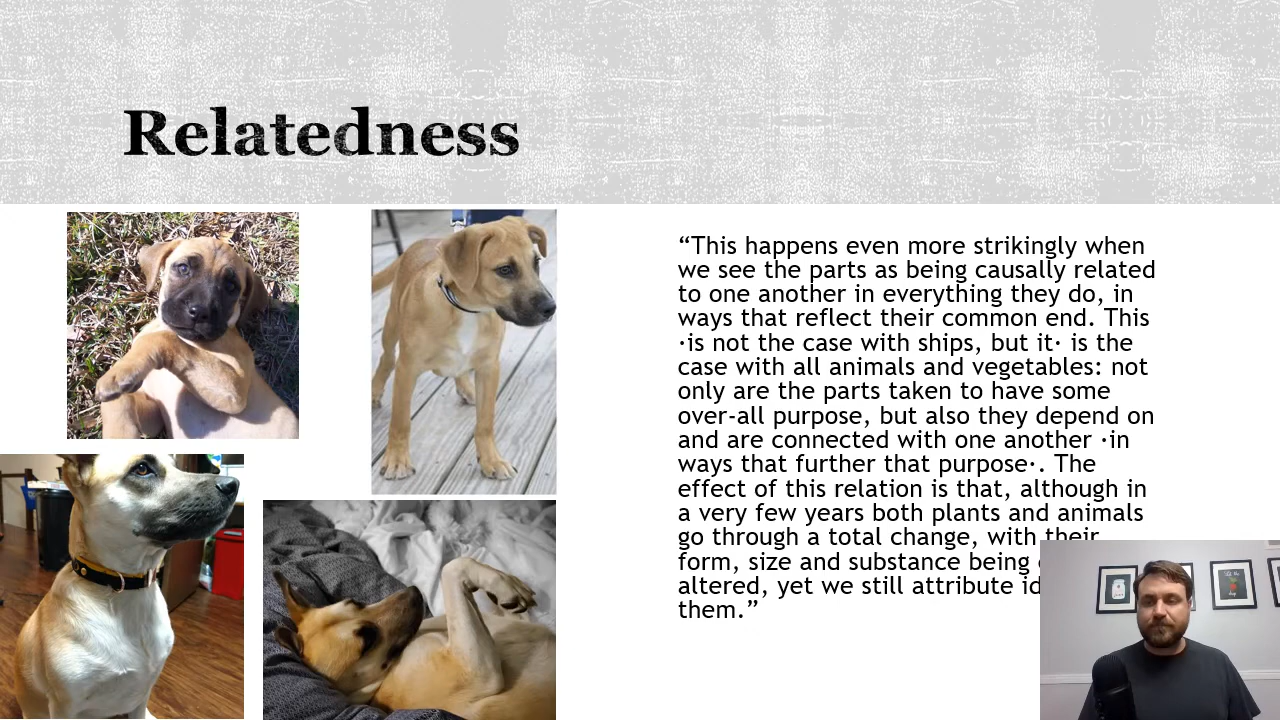 Relatedness
“This happens even more strikingly when
we see the parts as being causally related
to one another in everything they do, in
ways that reflect their common end. This
·is not the case with ships, but it· is the
case with all animals and vegetables: not
only are the parts taken to have some
over-all purpose, but also they depend on
and are connected with one another ·in
ways that further that purpose·. The
effect of this relation is that, although in
a very few years both plants and animals
go through a total change, with their
form, size and substance being
altered, yet we still attribute
them.”